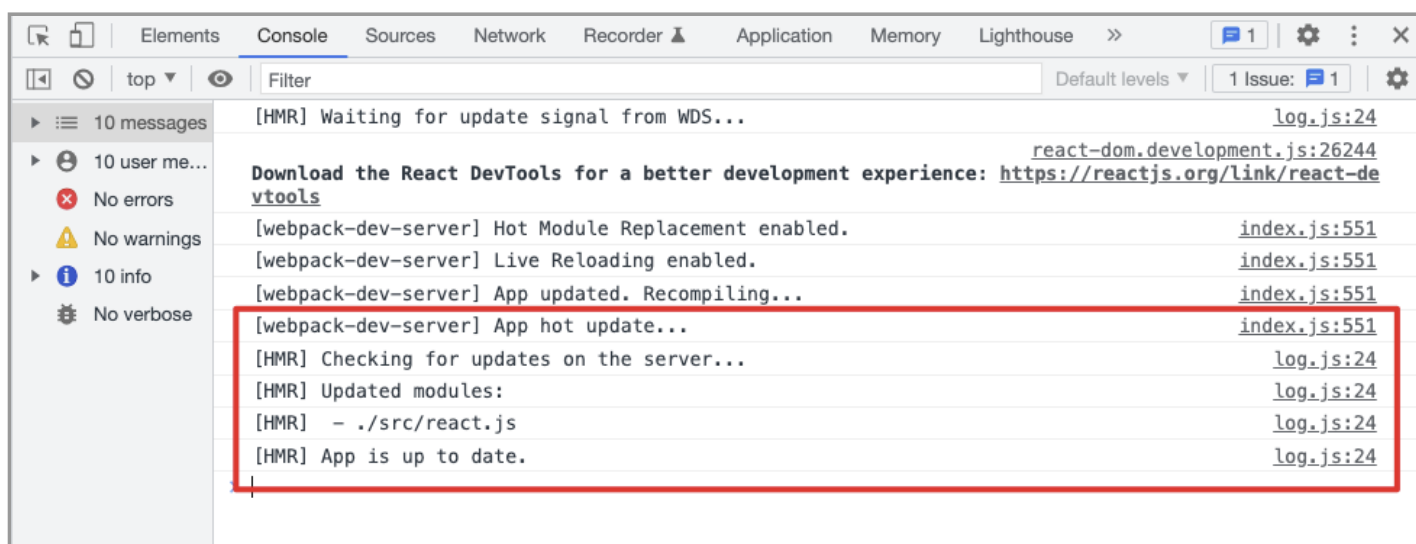 Elements Console Sources Network Recorder Application Memory Lighthouse » 1
top ▼ Filter Default levels ▼ 1 Issue: 1
10 messages
10 user me...
No errors
No warnings
10 info
No verbose
[HMR] Waiting for update signal from WDS... log.js:24
react-dom.development.js:26244
Download the React DevTools for a better development experience: https://reactjs.org/link/react-de
vtools
[webpack-dev-server] Hot Module Replacement enabled. index.js:551
[webpack-dev-server] Live Reloading enabled. index.js:551
[webpack-dev-server] App updated. Recompiling... index.js:551
[webpack-dev-server] App hot update... index.js:551
[HMR] Checking for updates on the server... log.js:24
[HMR] Updated modules: log.js:24
[HMR]  - ./src/react.js log.js:24
[HMR] App is up to date. log.js:24